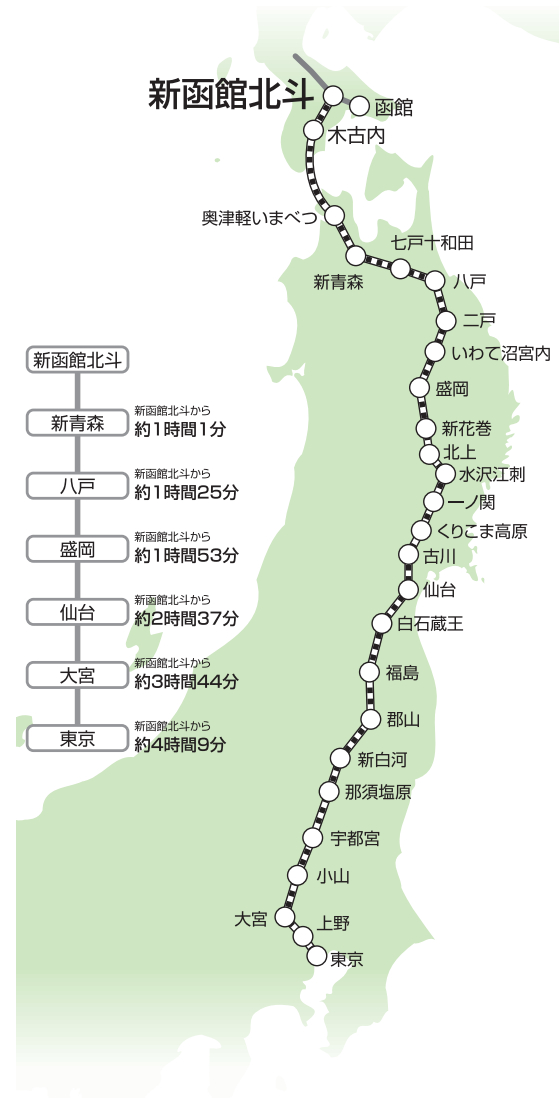 新函館北斗
函館
木古内
奥津軽いまべつ
七戸十和田
新青森
八戸
二戸
いわて沼宮内
盛岡
新花巻
北上
水沢江刺
一ノ関
くりこま高原
古川
仙台
白石蔵王
福島
郡山
新白河
那須塩原
宇都宮
小山
大宮
上野
東京
新函館北斗
新青森
新函館北斗から
約1時間1分
八戸
新函館北斗から
約1時間25分
盛岡
新函館北斗から
約1時間53分
仙台
新函館北斗から
約2時間37分
大宮
新函館北斗から
約3時間44分
東京
新函館北斗から
約4時間9分